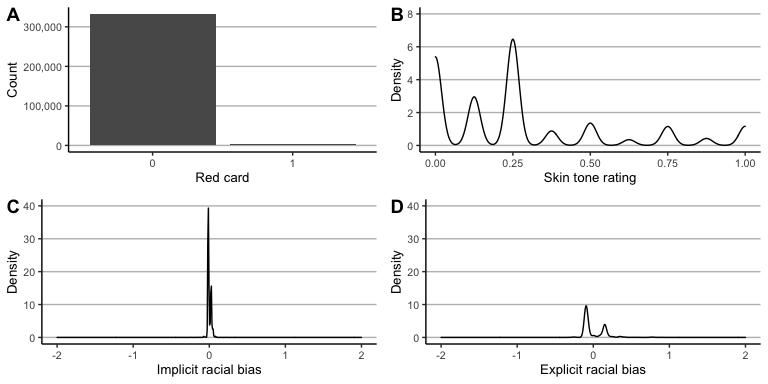 A
Count
300,000
200,000
100,000
0
0 1
Red card
B
Density
8
6
4
2
0
0.00 0.25 0.50 0.75 1.00
Skin tone rating
C
Density
40
30
20
10
0
-2 -1 0 1 2
Implicit racial bias
D
Density
40
30
20
10
0
-2 -1 0 1 2
Explicit racial bias